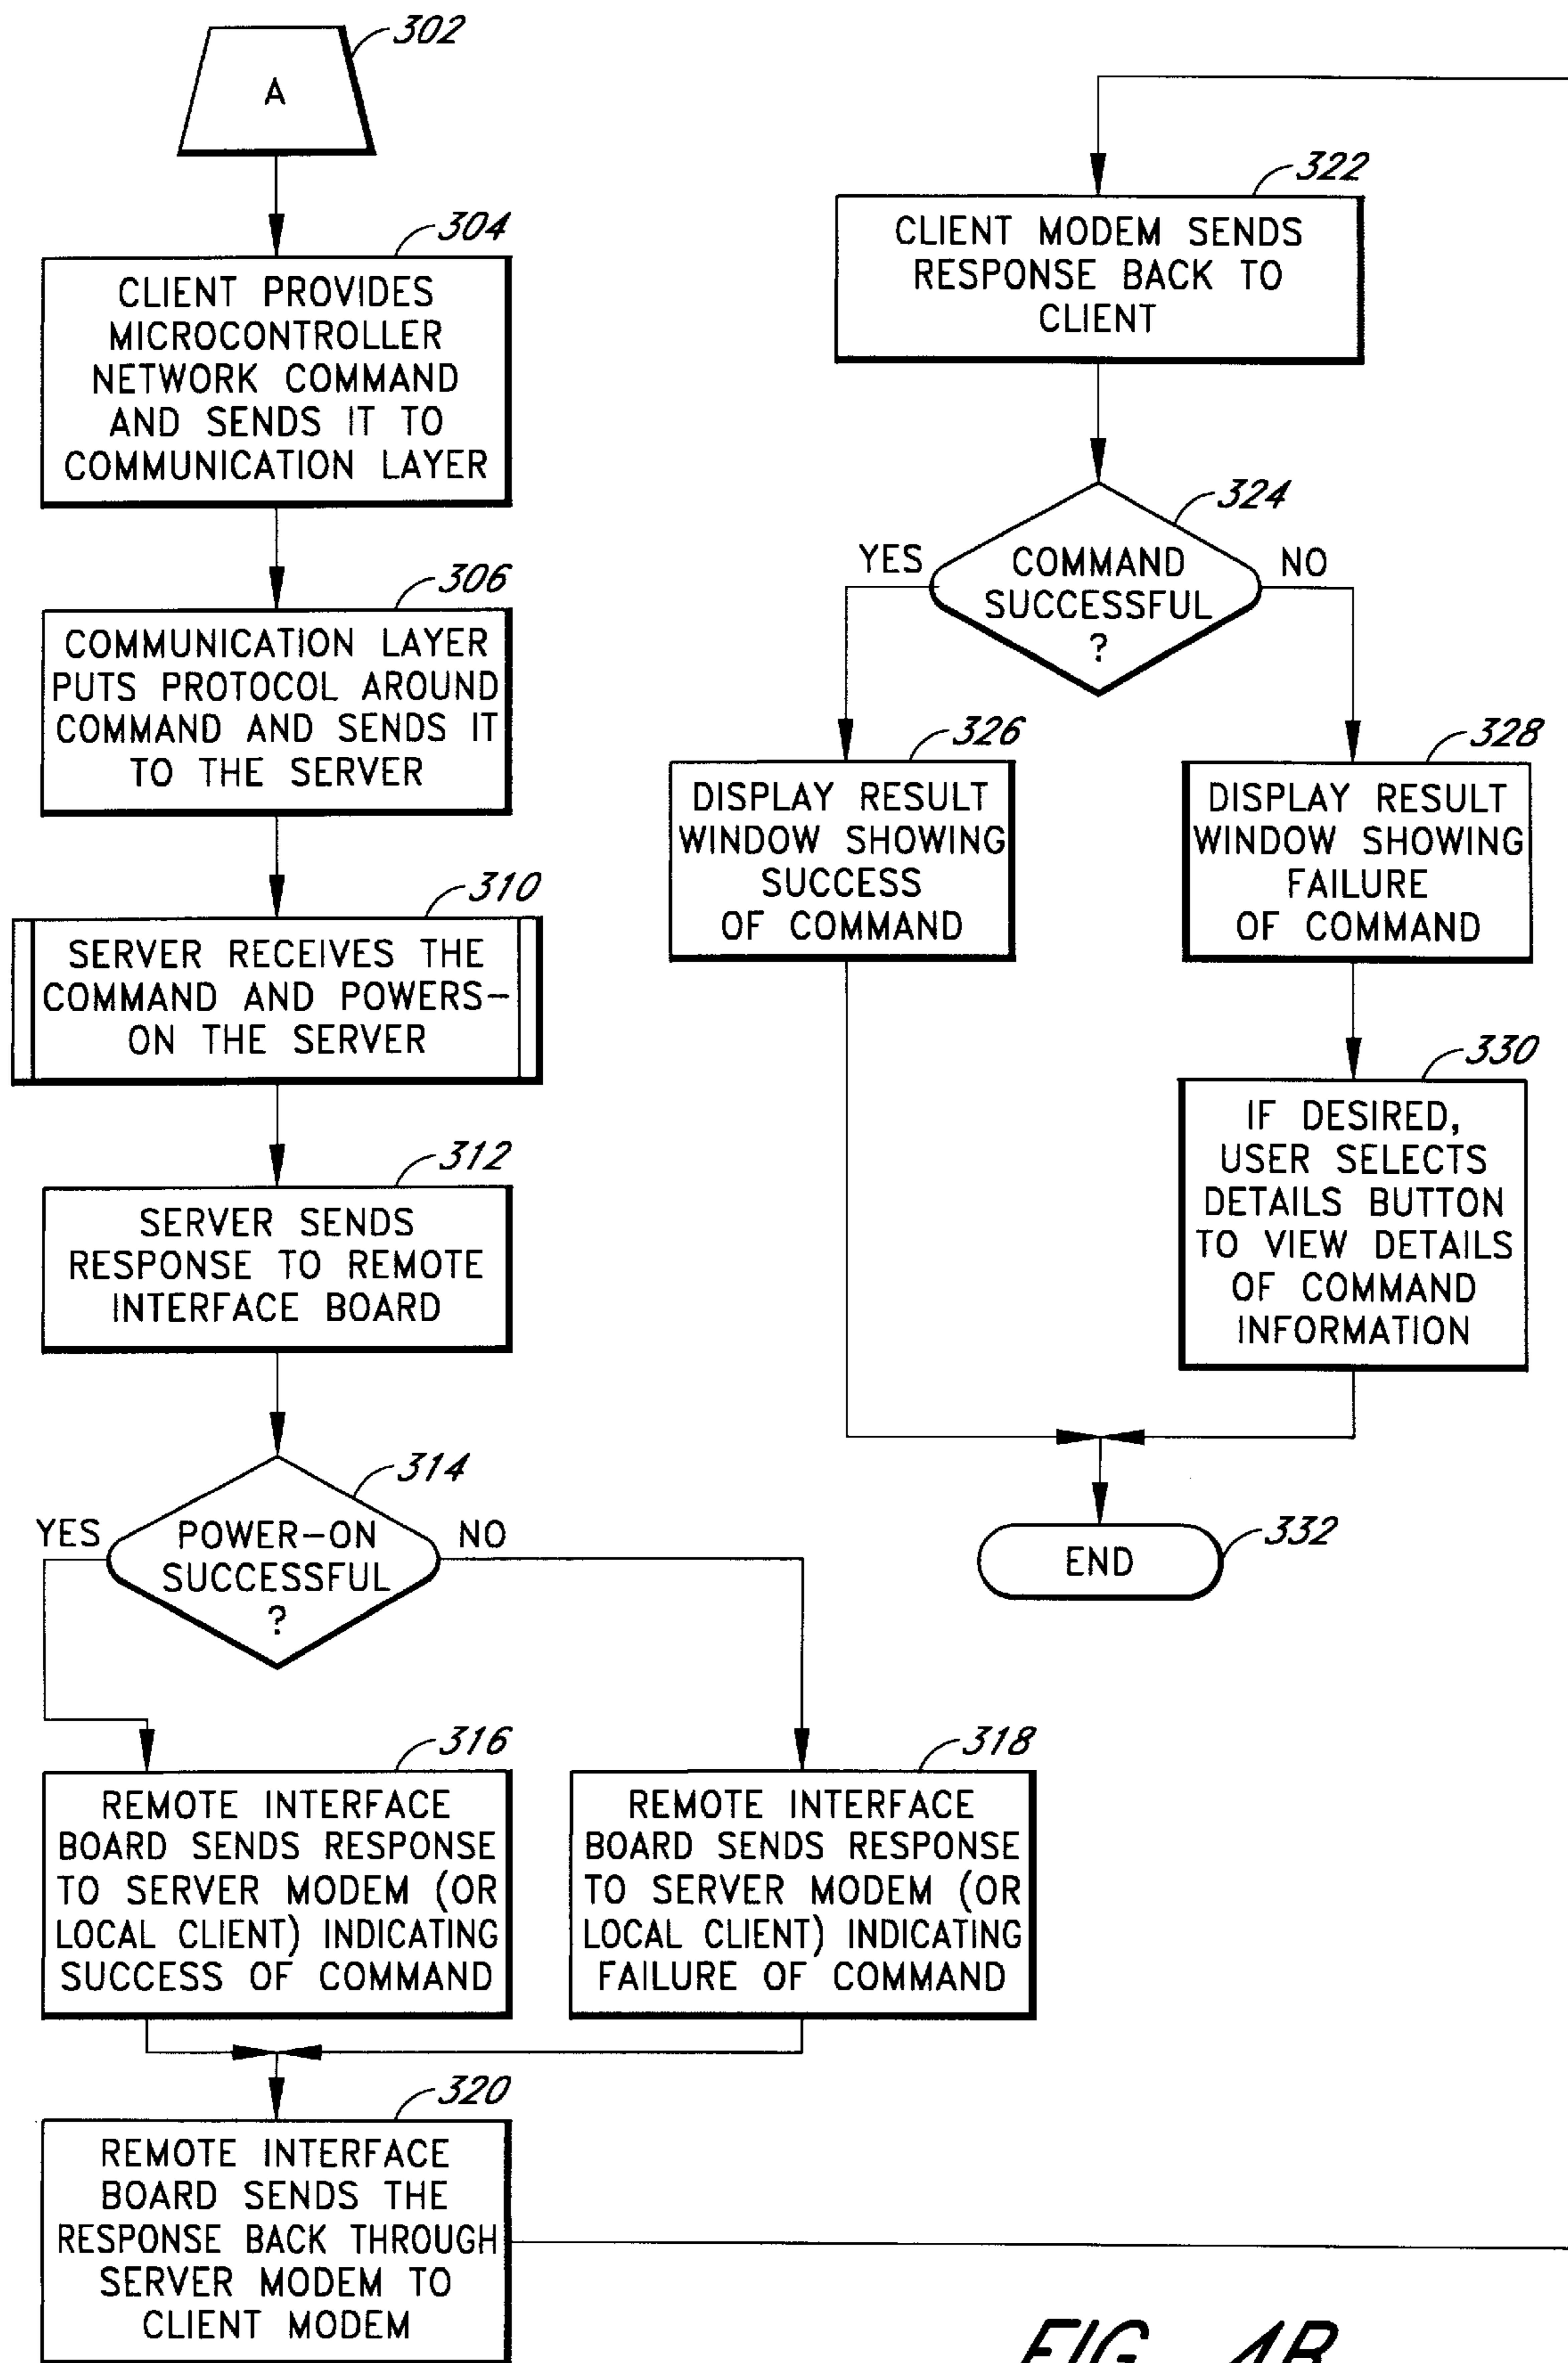 302
A
304
CLIENT PROVIDES
MICROCONTROLLER
NETWORK COMMAND
AND SENDS IT TO
COMMUNICATION LAYER
306
COMMUNICATION LAYER
PUTS PROTOCOL AROUND
COMMAND AND SENDS IT
TO THE SERVER
310
SERVER RECEIVES THE
COMMAND AND POWERS-
ON THE SERVER
312
SERVER SENDS
RESPONSE TO REMOTE
INTERFACE BOARD
314
YES
POWER-ON
SUCCESSFUL
?
NO
316
REMOTE INTERFACE
BOARD SENDS RESPONSE
TO SERVER MODEM (OR
LOCAL CLIENT) INDICATING
SUCCESS OF COMMAND
318
REMOTE INTERFACE
BOARD SENDS RESPONSE
TO SERVER MODEM (OR
LOCAL CLIENT) INDICATING
FAILURE OF COMMAND
320
REMOTE INTERFACE
BOARD SENDS THE
RESPONSE BACK THROUGH
SERVER MODEM TO
CLIENT MODEM
322
CLIENT MODEM SENDS
RESPONSE BACK TO
CLIENT
324
YES
COMMAND
SUCCESSFUL
?
NO
326
DISPLAY RESULT
WINDOW SHOWING
SUCCESS
OF COMMAND
328
DISPLAY RESULT
WINDOW SHOWING
FAILURE
OF COMMAND
330
IF DESIRED,
USER SELECTS
DETAILS BUTTON
TO VIEW DETAILS
OF COMMAND
INFORMATION
END
332
FIG. 4B